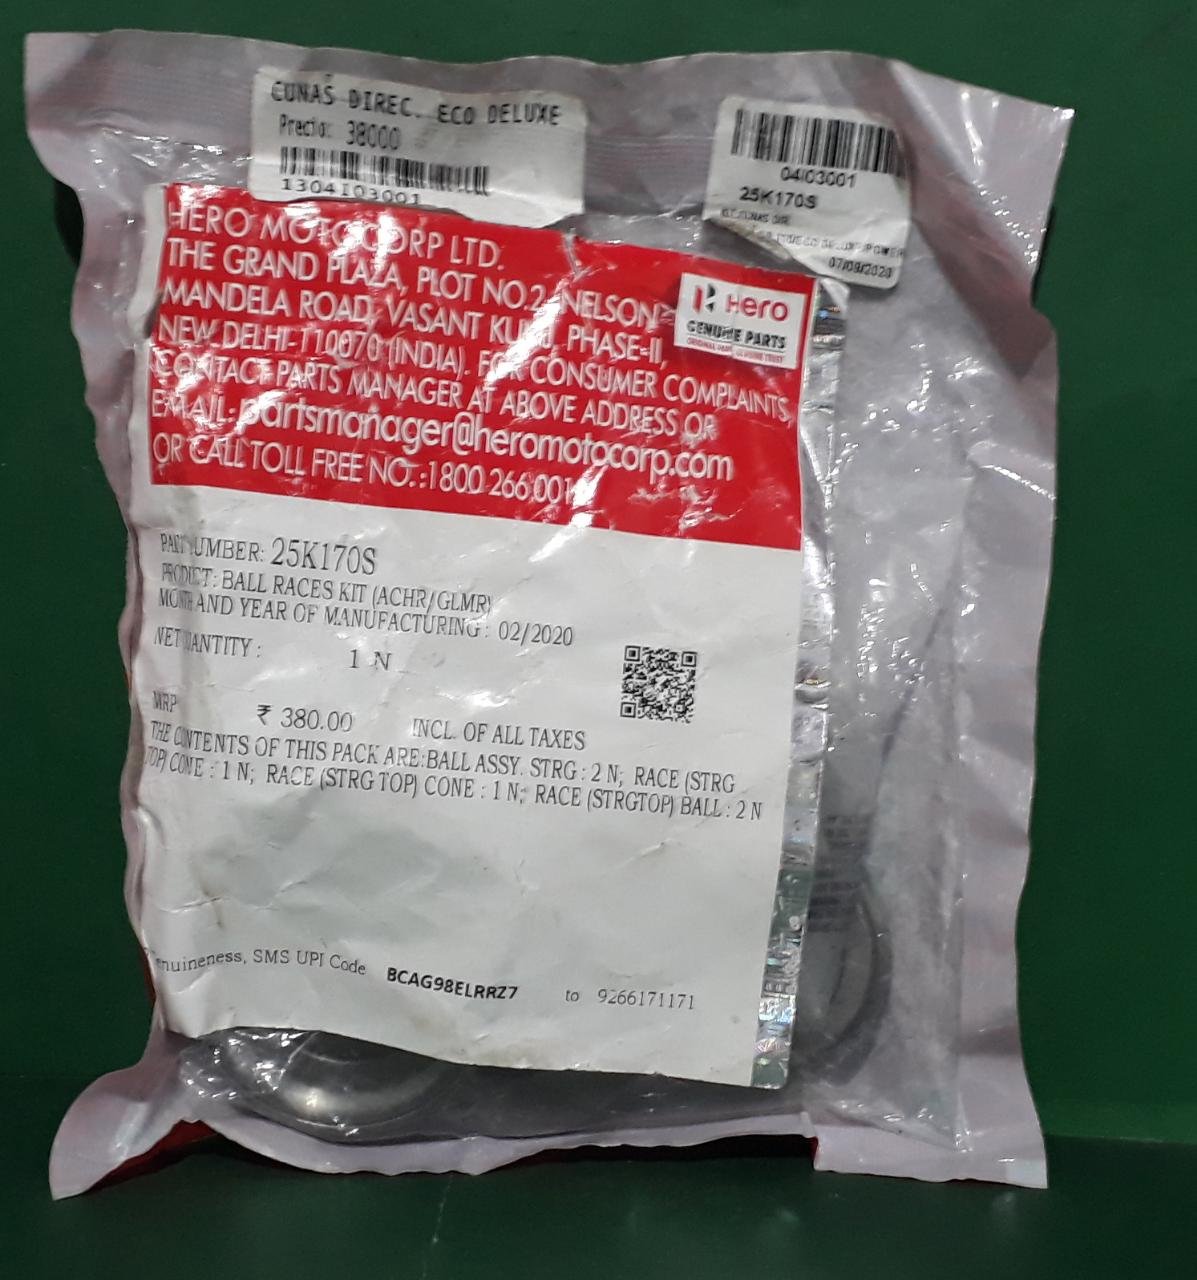 CUNAS DIREC. ECO DELUXE
Precio: 38000
1304103001
04103001
25K170S
07/09/2020
HERO MOTOCORP LTD.
THE GRAND PLAZA, PLOT NO.2, NELSON
MANDELA ROAD, VASANT KUNJ, PHASE-II,
NEW DELHI-110070 (INDIA). FOR CONSUMER COMPLAINTS
CONTACT PARTS MANAGER AT ABOVE ADDRESS OR
EMAIL: partsmanager@heromotocorp.com
OR CALL TOLL FREE NO.:1800 266 001
Hero
GENUINE PARTS
PART NUMBER: 25K170S
PRODUCT: BALL RACES KIT (ACHR/GLMR)
MONTH AND YEAR OF MANUFACTURING : 02/2020
NET QUANTITY : 1 N
MRP ₹ 380.00 INCL. OF ALL TAXES
THE CONTENTS OF THIS PACK ARE:BALL ASSY. STRG : 2 N; RACE (STRG
TOP) CONE : 1 N; RACE (STRG TOP) CONE : 1 N; RACE (STRGTOP) BALL : 2 N
enuineness, SMS UPI Code BCAG98ELRRZ7 to 9266171171